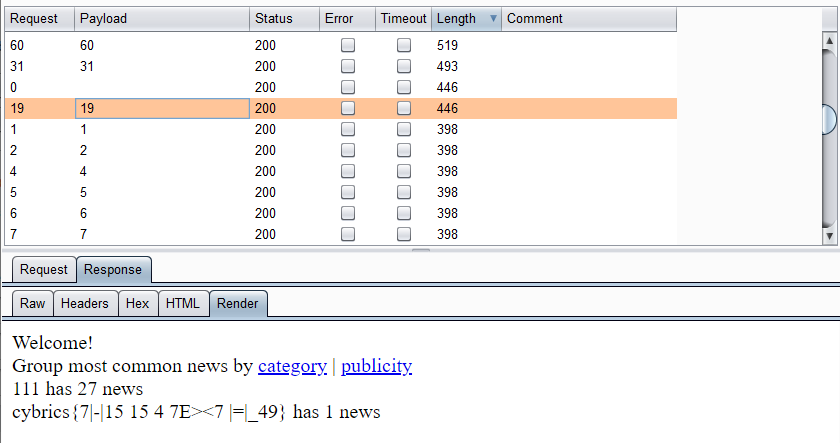 Request Payload Status Error Timeout Length Comment
60 60 200 519
31 31 200 493
0 200 446
19 19 200 446
1 1 200 398
2 2 200 398
4 4 200 398
5 5 200 398
6 6 200 398
7 7 200 398
Request Response
Raw Headers Hex HTML Render
Welcome!
Group most common news by category | publicity
111 has 27 news
cybrics{7|-|15 15 4 7E><7 |=|_49} has 1 news